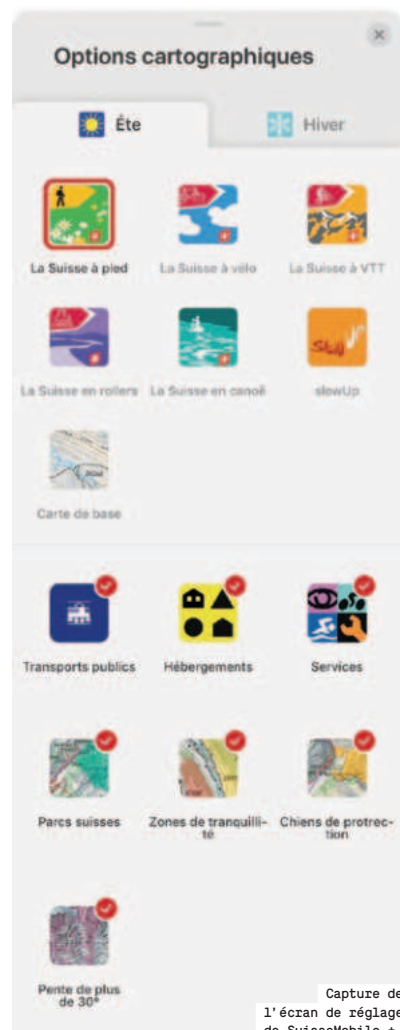 Options cartographiques
Éte
Hiver
La Suisse à pied
La Suisse à vélo
La Suisse à VTT
La Suisse en rollers
La Suisse en canoë
slowUp
Carte de base
Transports publics
Hébergements
Services
Parcs suisses
Zones de tranquilli-
té
Chiens de protrec-
tion
Pente de plus
de 30°
Capture de
l'écran de réglage
de SuisseMobile +